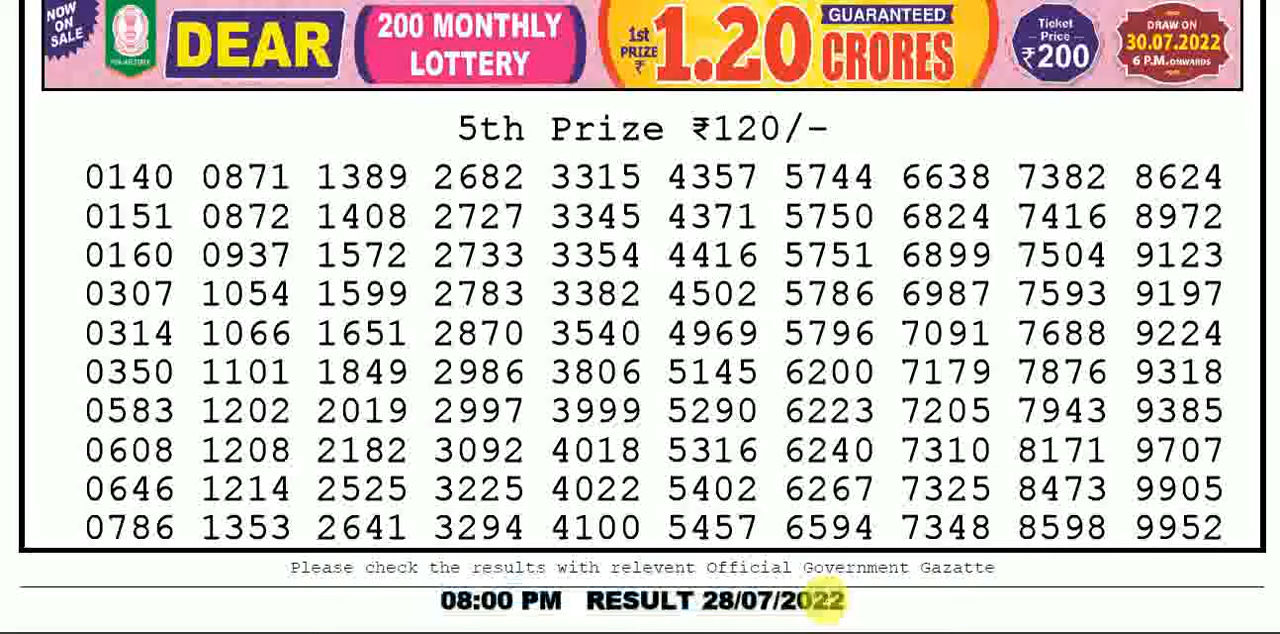 NOW ON SALE
DEAR
200 MONTHLY
LOTTERY
1st PRIZE ₹ 1.20 GUARANTEED CRORES
Ticket Price ₹200
DRAW ON
30.07.2022
6 P.M. ONWARDS
5th Prize ₹120/-
0140 0871 1389 2682 3315 4357 5744 6638 7382 8624
0151 0872 1408 2727 3345 4371 5750 6824 7416 8972
0160 0937 1572 2733 3354 4416 5751 6899 7504 9123
0307 1054 1599 2783 3382 4502 5786 6987 7593 9197
0314 1066 1651 2870 3540 4969 5796 7091 7688 9224
0350 1101 1849 2986 3806 5145 6200 7179 7876 9318
0583 1202 2019 2997 3999 5290 6223 7205 7943 9385
0608 1208 2182 3092 4018 5316 6240 7310 8171 9707
0646 1214 2525 3225 4022 5402 6267 7325 8473 9905
0786 1353 2641 3294 4100 5457 6594 7348 8598 9952
Please check the results with relevent Official Government Gazatte
08:00 PM RESULT 28/07/2022